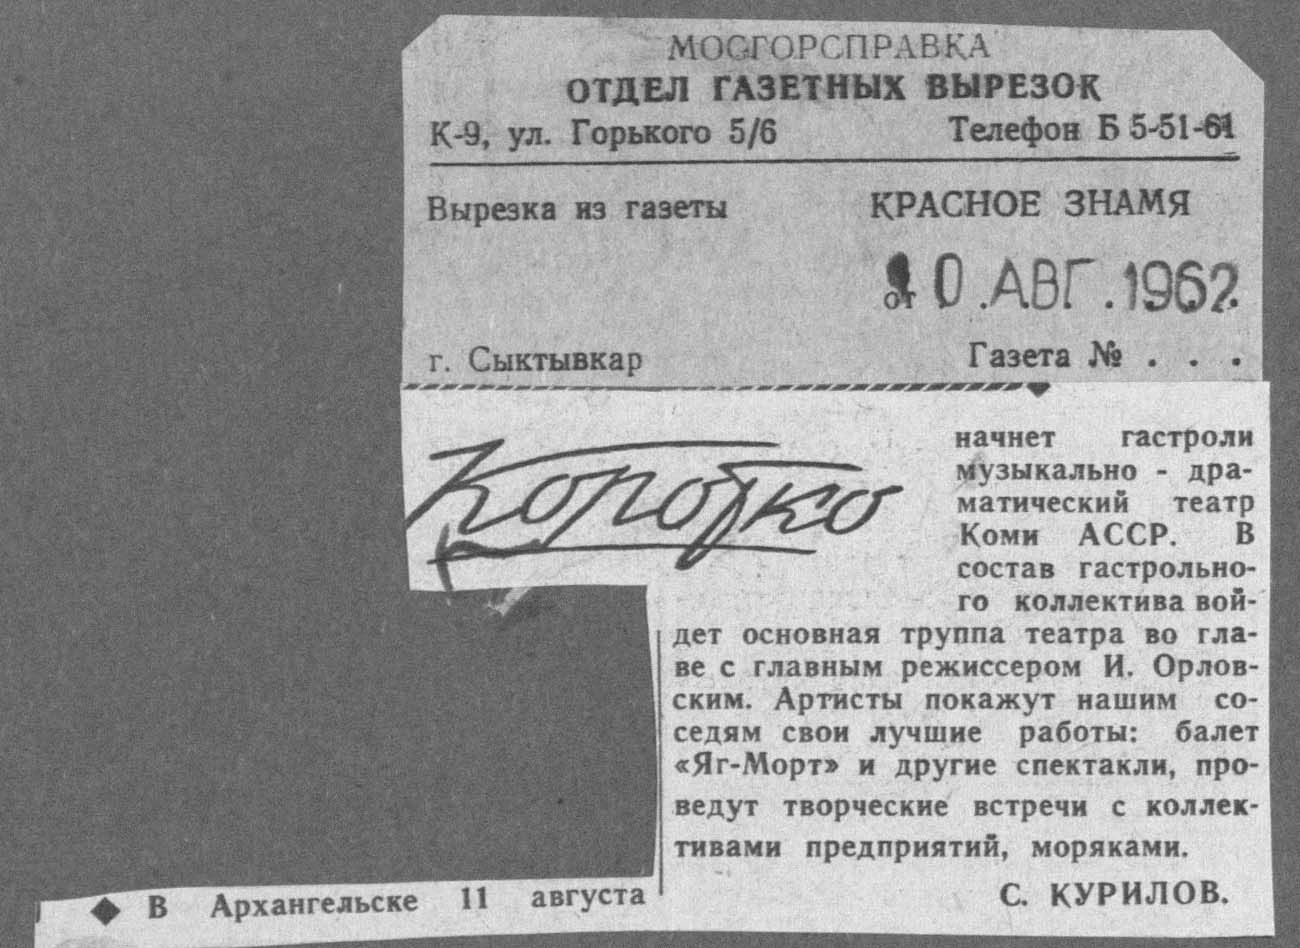 МОСГОРСПРАВКА
ОТДЕЛ ГАЗЕТНЫХ ВЫРЕЗОК
К-9, ул. Горького 5/6 Телефон Б 5-51-61
Вырезка из газеты КРАСНОЕ ЗНАМЯ
от 10.АВГ.1962
г. Сыктывкар Газета № . . .
Коротко
◆ В Архангельске 11 августа
начнет гастроли
музыкально - дра-
матический театр
Коми АССР. В
состав гастрольно-
го коллектива вой-
дет основная труппа театра во гла-
ве с главным режиссером И. Орлов-
ским. Артисты покажут нашим со-
седям свои лучшие работы: балет
«Яг-Морт» и другие спектакли, про-
ведут творческие встречи с коллек-
тивами предприятий, моряками.
С. КУРИЛОВ.